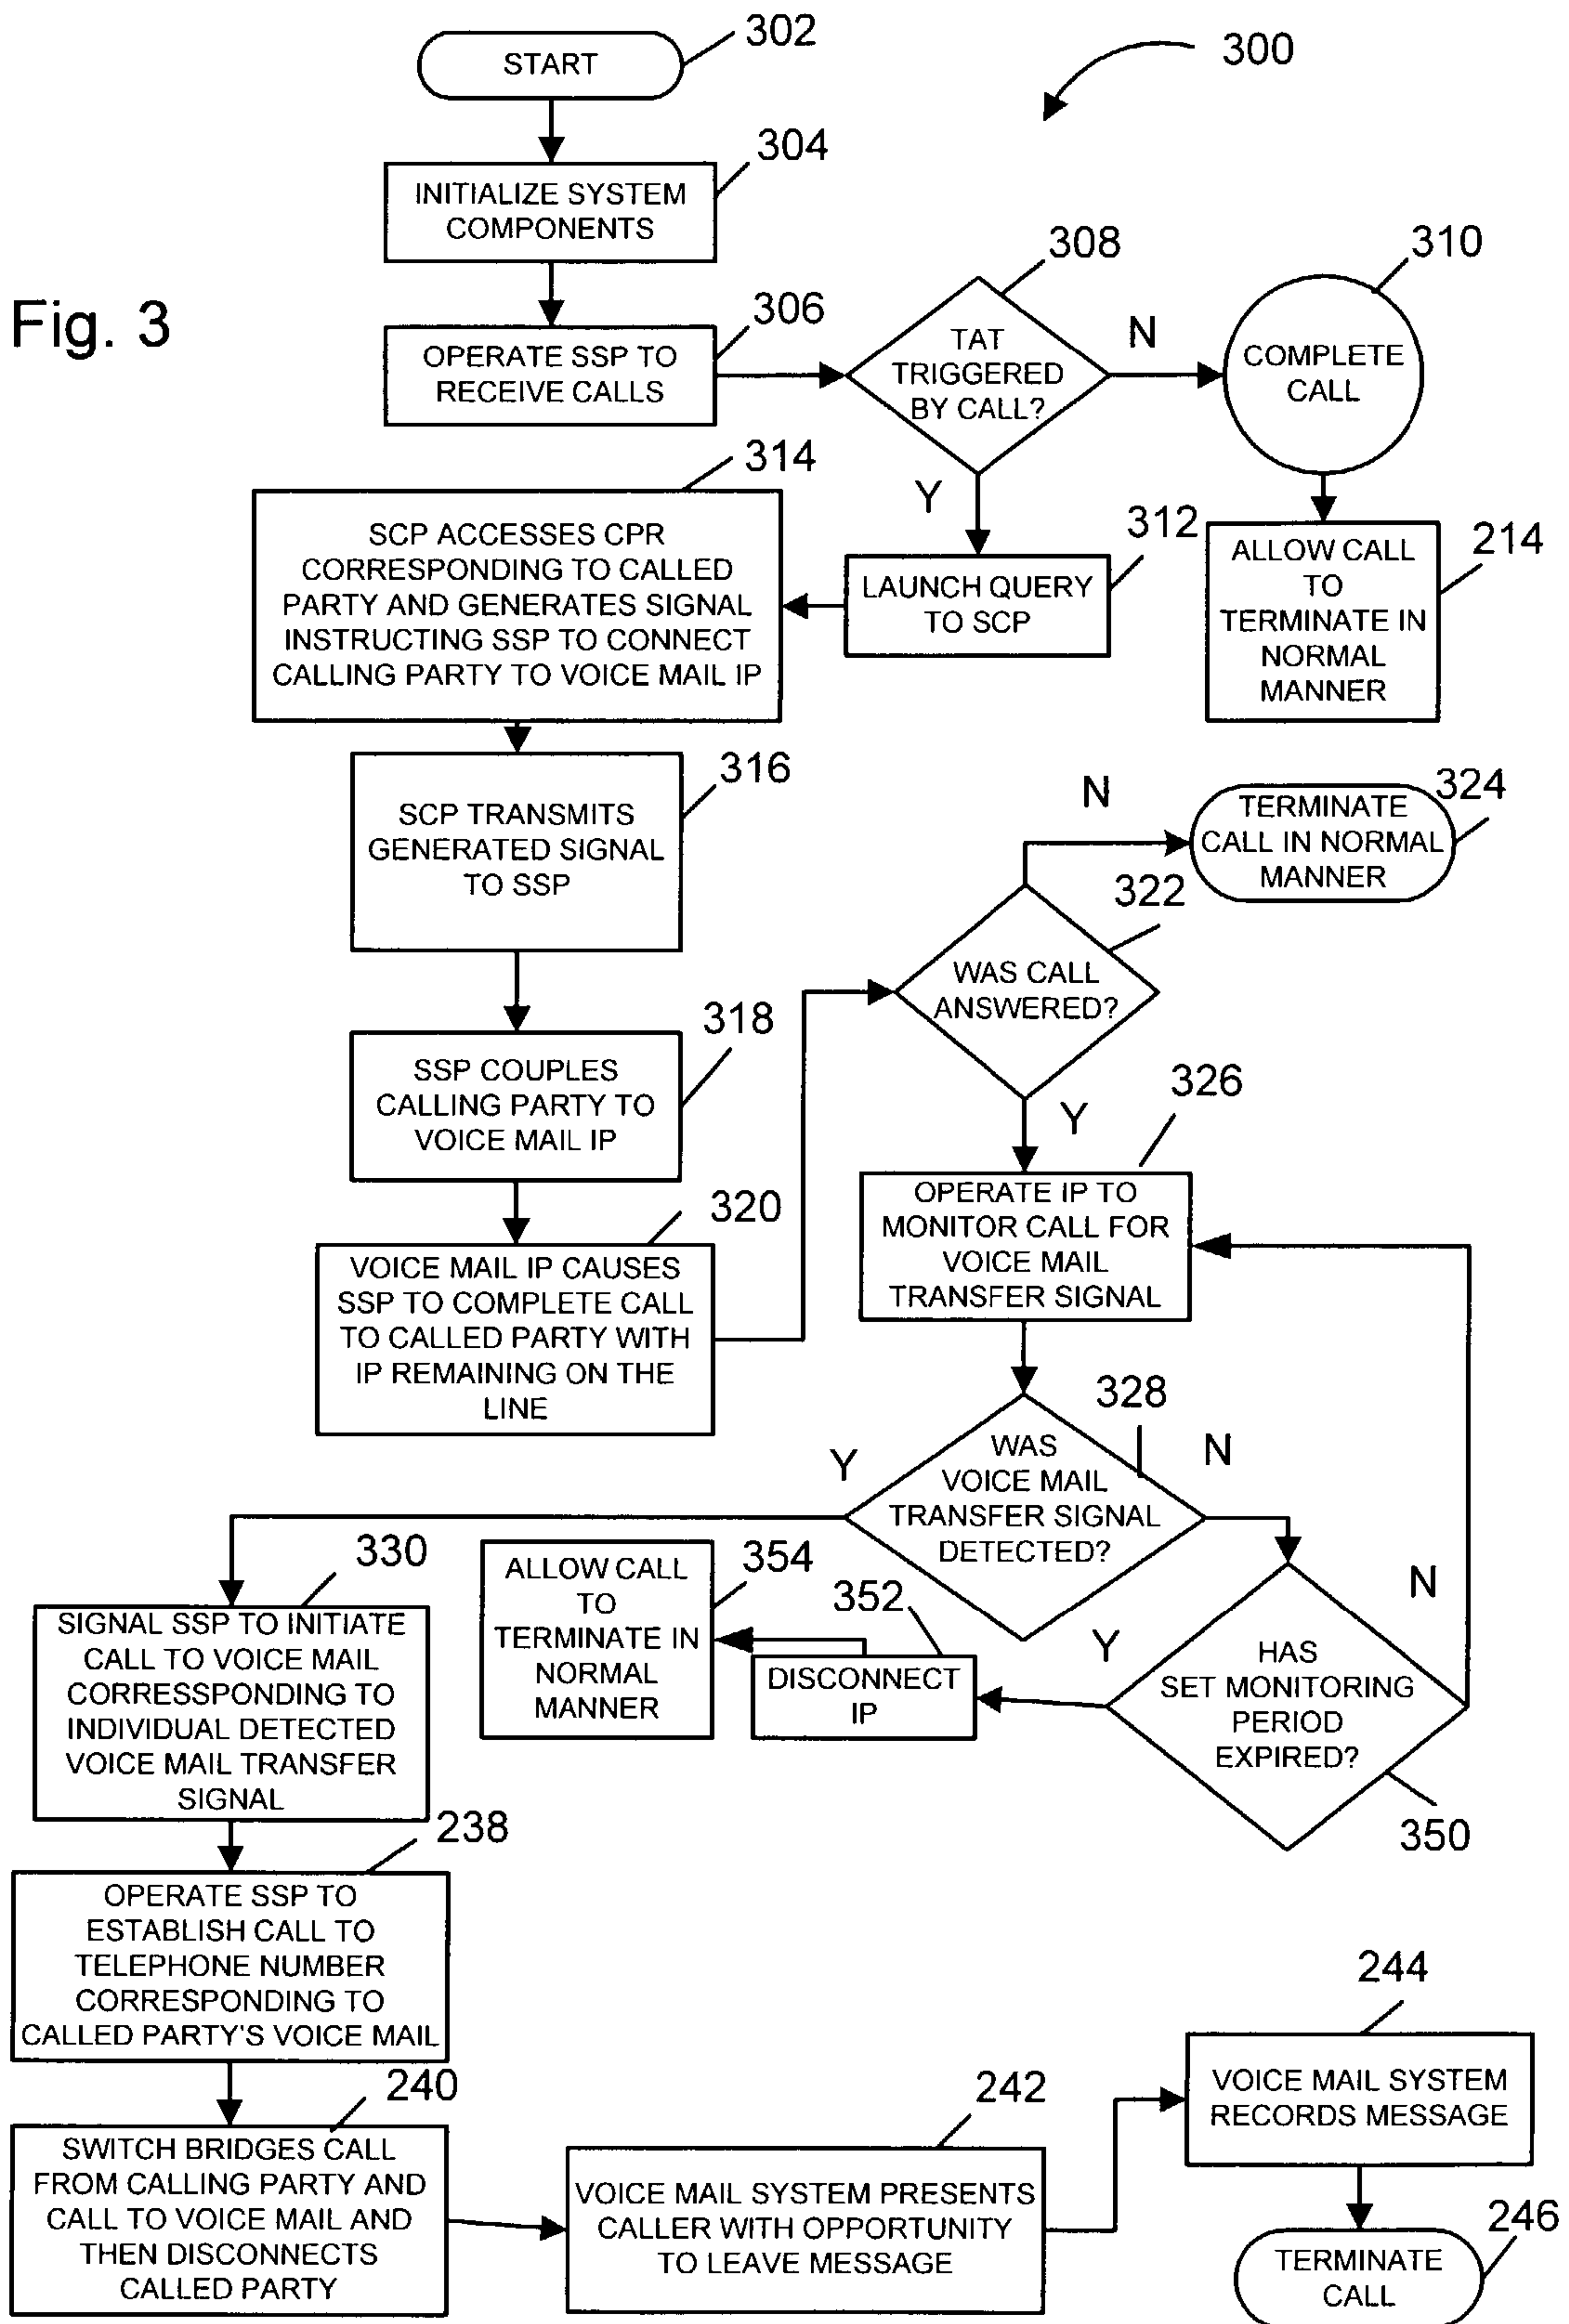 302
START
300
304
INITIALIZE SYSTEM
COMPONENTS
308
310
Fig. 3
306
OPERATE SSP TO
RECEIVE CALLS
TAT
TRIGGERED
BY CALL?
N
COMPLETE
CALL
314
Y
312
SCP ACCESSES CPR
CORRESPONDING TO CALLED
PARTY AND GENERATES SIGNAL
INSTRUCTING SSP TO CONNECT
CALLING PARTY TO VOICE MAIL IP
LAUNCH QUERY
TO SCP
214
ALLOW CALL
TO
TERMINATE IN
NORMAL
MANNER
316
SCP TRANSMITS
GENERATED SIGNAL
TO SSP
N
324
TERMINATE
CALL IN NORMAL
MANNER
322
WAS CALL
ANSWERED?
318
SSP COUPLES
CALLING PARTY TO
VOICE MAIL IP
Y
326
OPERATE IP TO
MONITOR CALL FOR
VOICE MAIL
TRANSFER SIGNAL
320
VOICE MAIL IP CAUSES
SSP TO COMPLETE CALL
TO CALLED PARTY WITH
IP REMAINING ON THE
LINE
328
Y
WAS
VOICE MAIL
TRANSFER SIGNAL
DETECTED?
N
330
354
ALLOW CALL
TO
TERMINATE IN
NORMAL
MANNER
352
DISCONNECT
IP
Y
N
HAS
SET MONITORING
PERIOD
EXPIRED?
350
SIGNAL SSP TO INITIATE
CALL TO VOICE MAIL
CORRESSPONDING TO
INDIVIDUAL DETECTED
VOICE MAIL TRANSFER
SIGNAL
238
OPERATE SSP TO
ESTABLISH CALL TO
TELEPHONE NUMBER
CORRESPONDING TO
CALLED PARTY'S VOICE MAIL
240
SWITCH BRIDGES CALL
FROM CALLING PARTY AND
CALL TO VOICE MAIL AND
THEN DISCONNECTS
CALLED PARTY
242
VOICE MAIL SYSTEM PRESENTS
CALLER WITH OPPORTUNITY
TO LEAVE MESSAGE
244
VOICE MAIL SYSTEM
RECORDS MESSAGE
246
TERMINATE
CALL